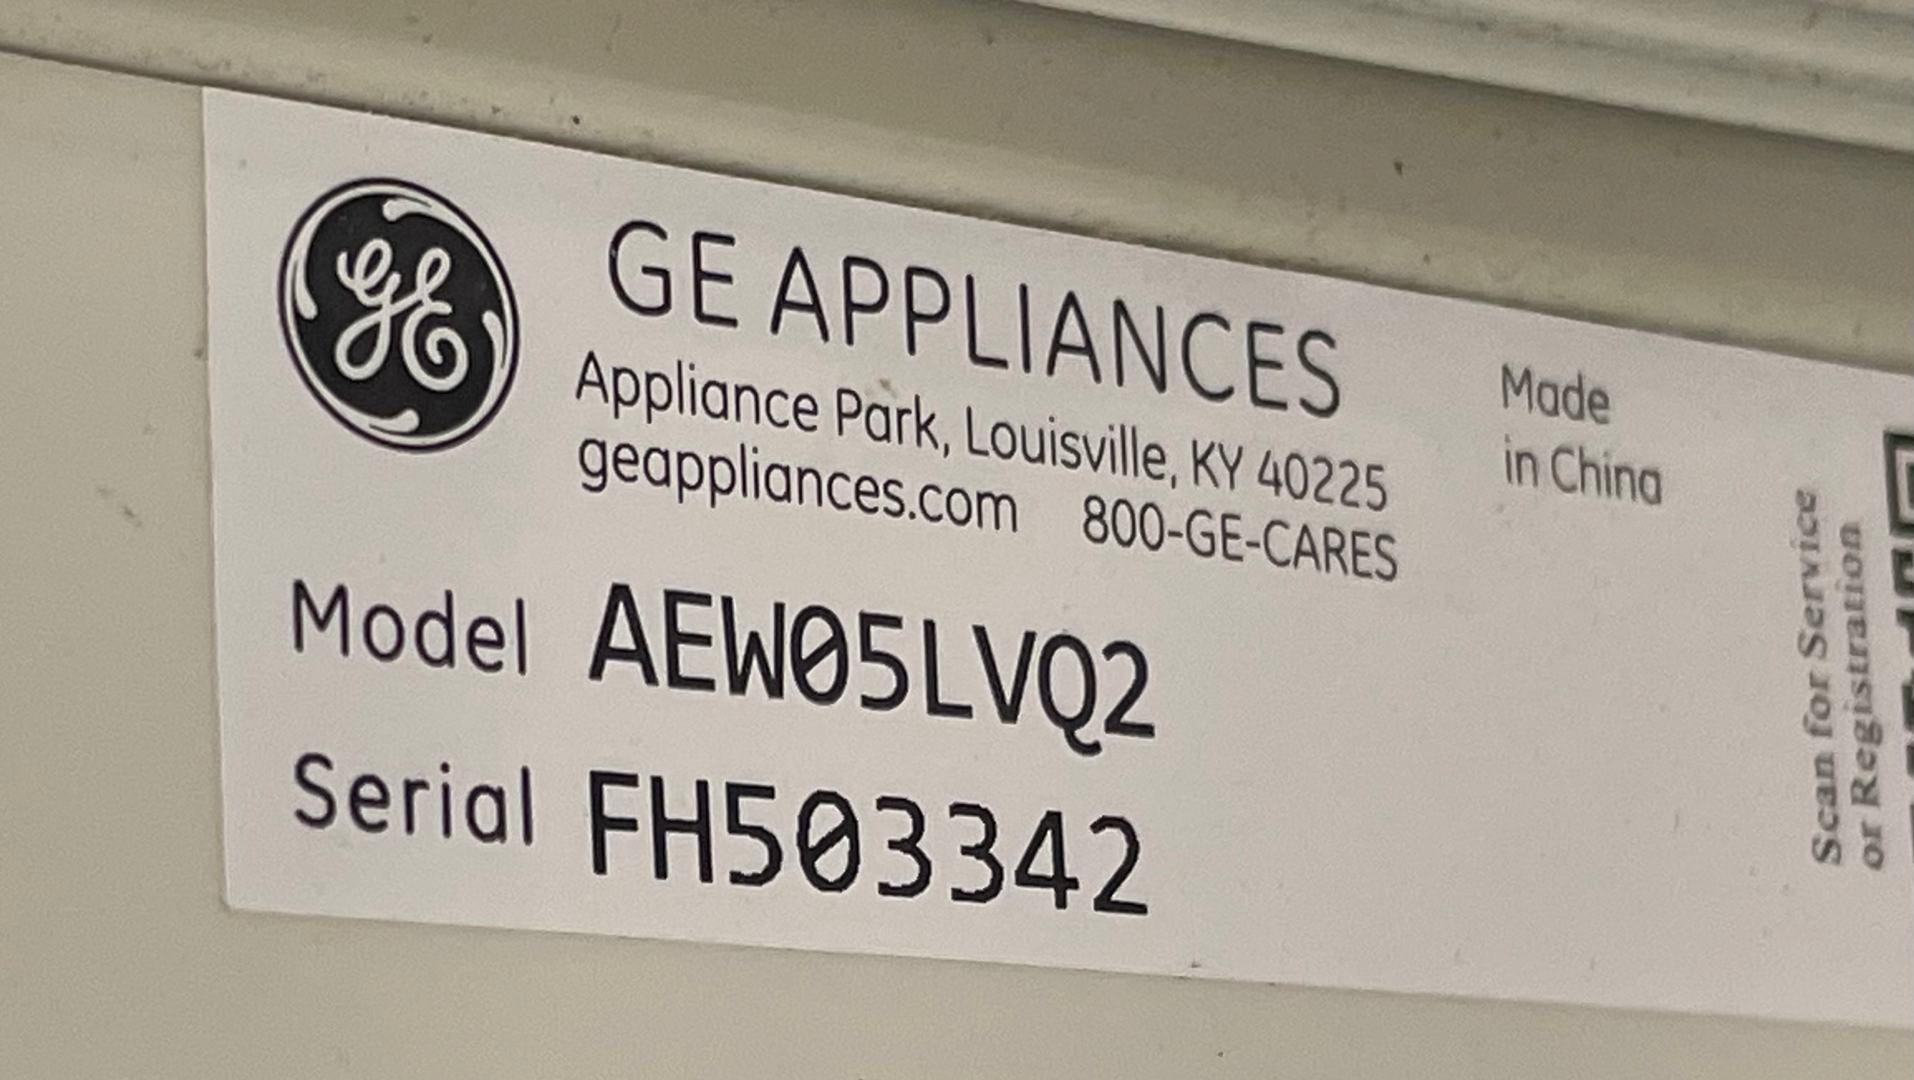 GE
GE APPLIANCES
Appliance Park, Louisville, KY 40225
geappliances.com 800-GE-CARES
Made
in China
Model AEW05LVQ2
Serial FH503342
Scan for Service
or Registration